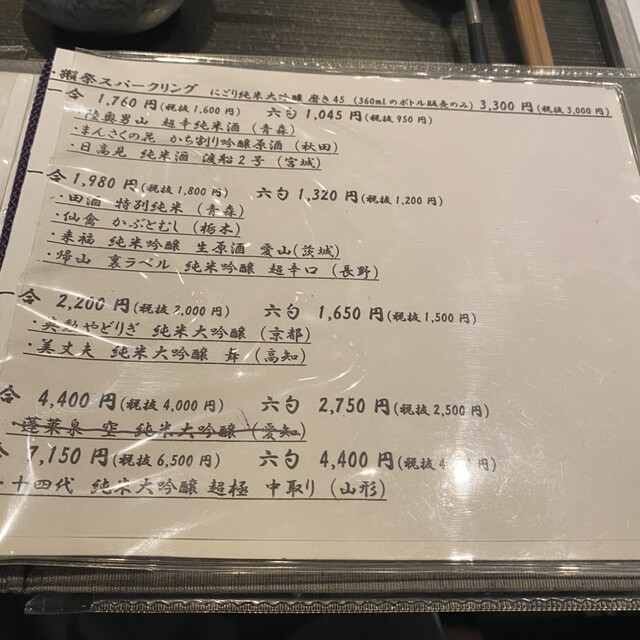 ・獺祭スパークリング にごり純米大吟醸 磨き45 (360mlのボトル販売のみ) 3,300円(税抜3,000円)
一合 1,760円(税抜1,600円) 六勺 1,045円(税抜950円)
・陸奥男山 超辛純米酒 (青森)
・まんさくの花 かち割り吟醸原酒 (秋田)
・日高見 純米酒 渡船2号 (宮城)
一合 1,980円(税抜1,800円) 六勺 1,320円(税抜1,200円)
・田酒 特別純米 (青森)
・仙禽 かぶとむし (栃木)
・来福 純米吟醸 生原酒 愛山(茨城)
・帰山 裏ラベル 純米吟醸 超辛口 (長野)
一合 2,200円(税抜2,000円) 六勺 1,650円(税抜1,500円)
やどりぎ 純米大吟醸 (京都)
・美丈夫 純米大吟醸 舞 (高知)
合 4,400円(税抜4,000円) 六勺 2,750円(税抜2,500円)
・蓬莱泉 空 純米大吟醸 (愛知)
合 7,150円(税抜6,500円) 六勺 4,400円(税抜4 円)
・十四代 純米大吟醸 超極 中取り (山形)